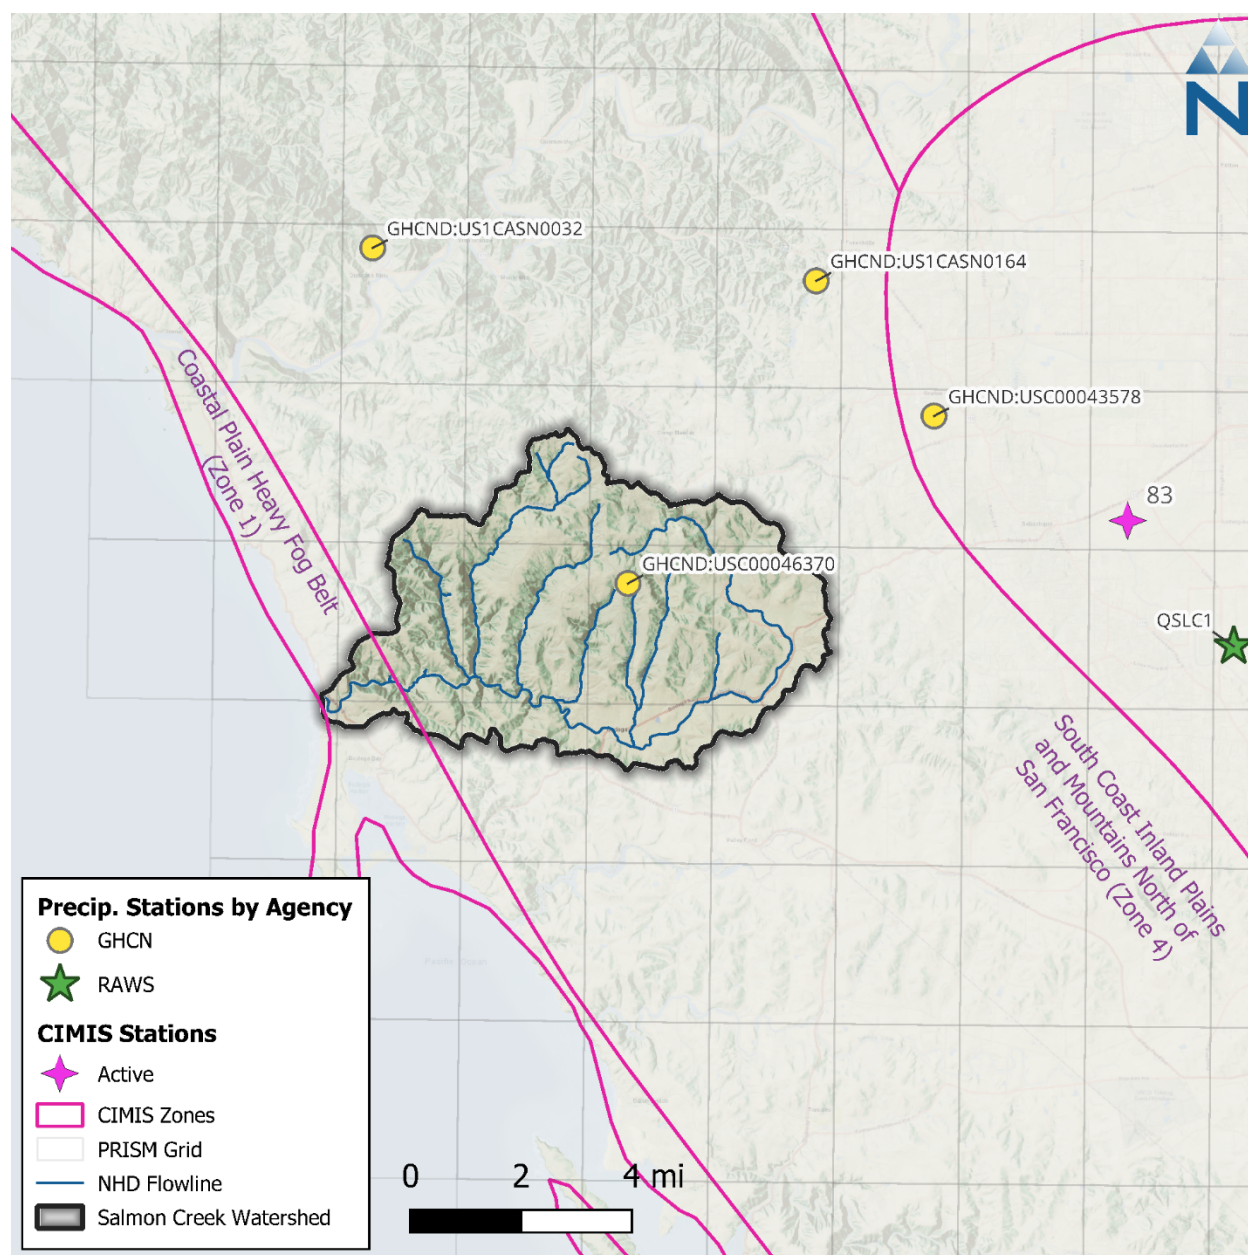 N
GHCND:US1CASN0032
GHCND:US1CASN0164
GHCND:USC00043578
83
GHCND:USC00046370
QSLC1
Coastal Plain Heavy Fog Belt
(Zone 1)
South Coast Inland Plains
and Mountains North of
San Francisco (Zone 4)
Precip. Stations by Agency
GHCN
RAWS
CIMIS Stations
Active
CIMIS Zones
PRISM Grid
NHD Flowline
Salmon Creek Watershed
0 2 4 mi